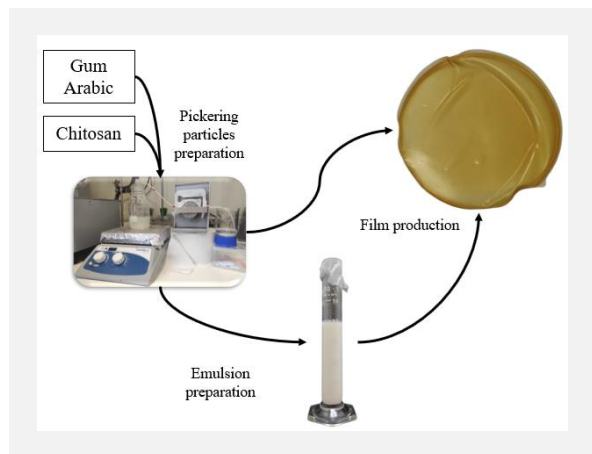 Gum
Arabic
Chitosan
Pickering
particles
preparation
Film production
Emulsion
preparation